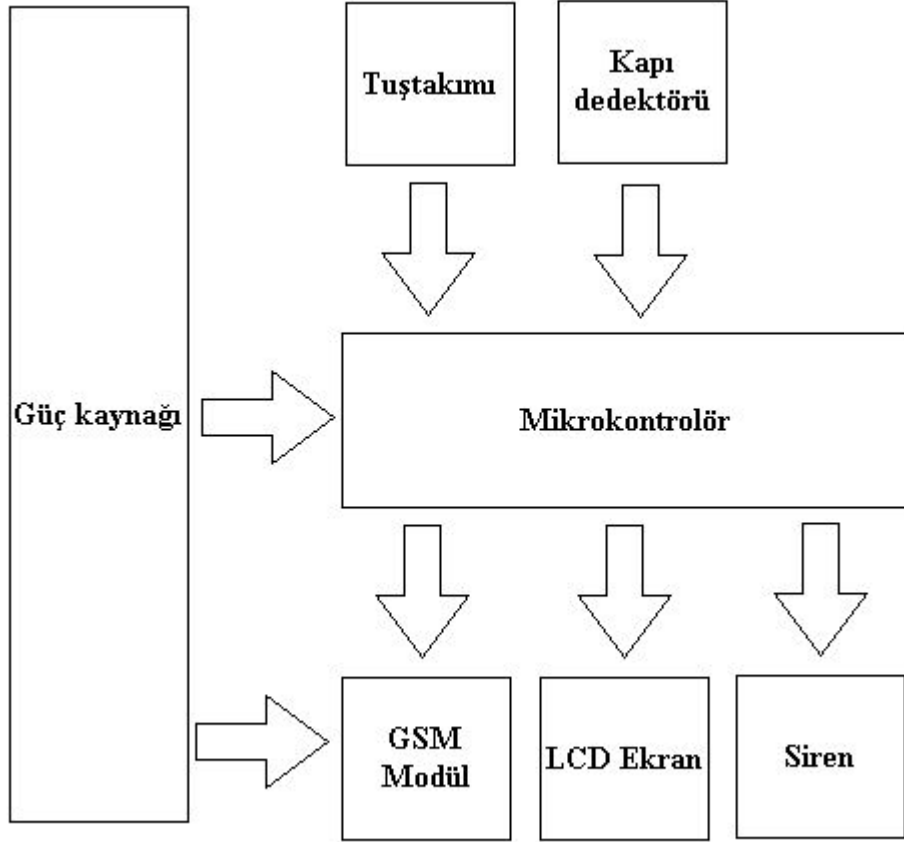 Tuştakımı
Kapı
dedektörü
Güç kaynağı
Mikrokontrolör
GSM
Modül
LCD Ekran
Siren